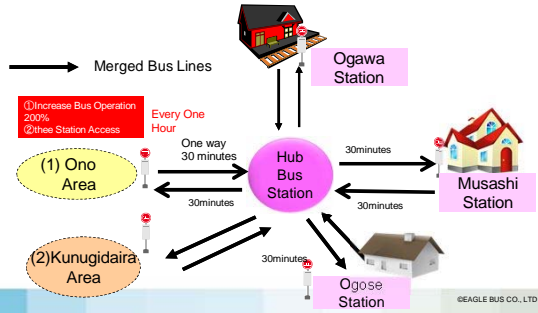 Merged Bus Lines
Ogawa
Station
①Increase Bus Operation
200%
②thee Station Access
Every One
Hour
One way
30 minutes
(1) Ono
Area
30minutes
Hub
Bus
Station
30minutes
30minutes
Musashi
Station
(2)Kunugidaira
Area
30minutes
Ogose
Station
©EAGLE BUS CO., LTD